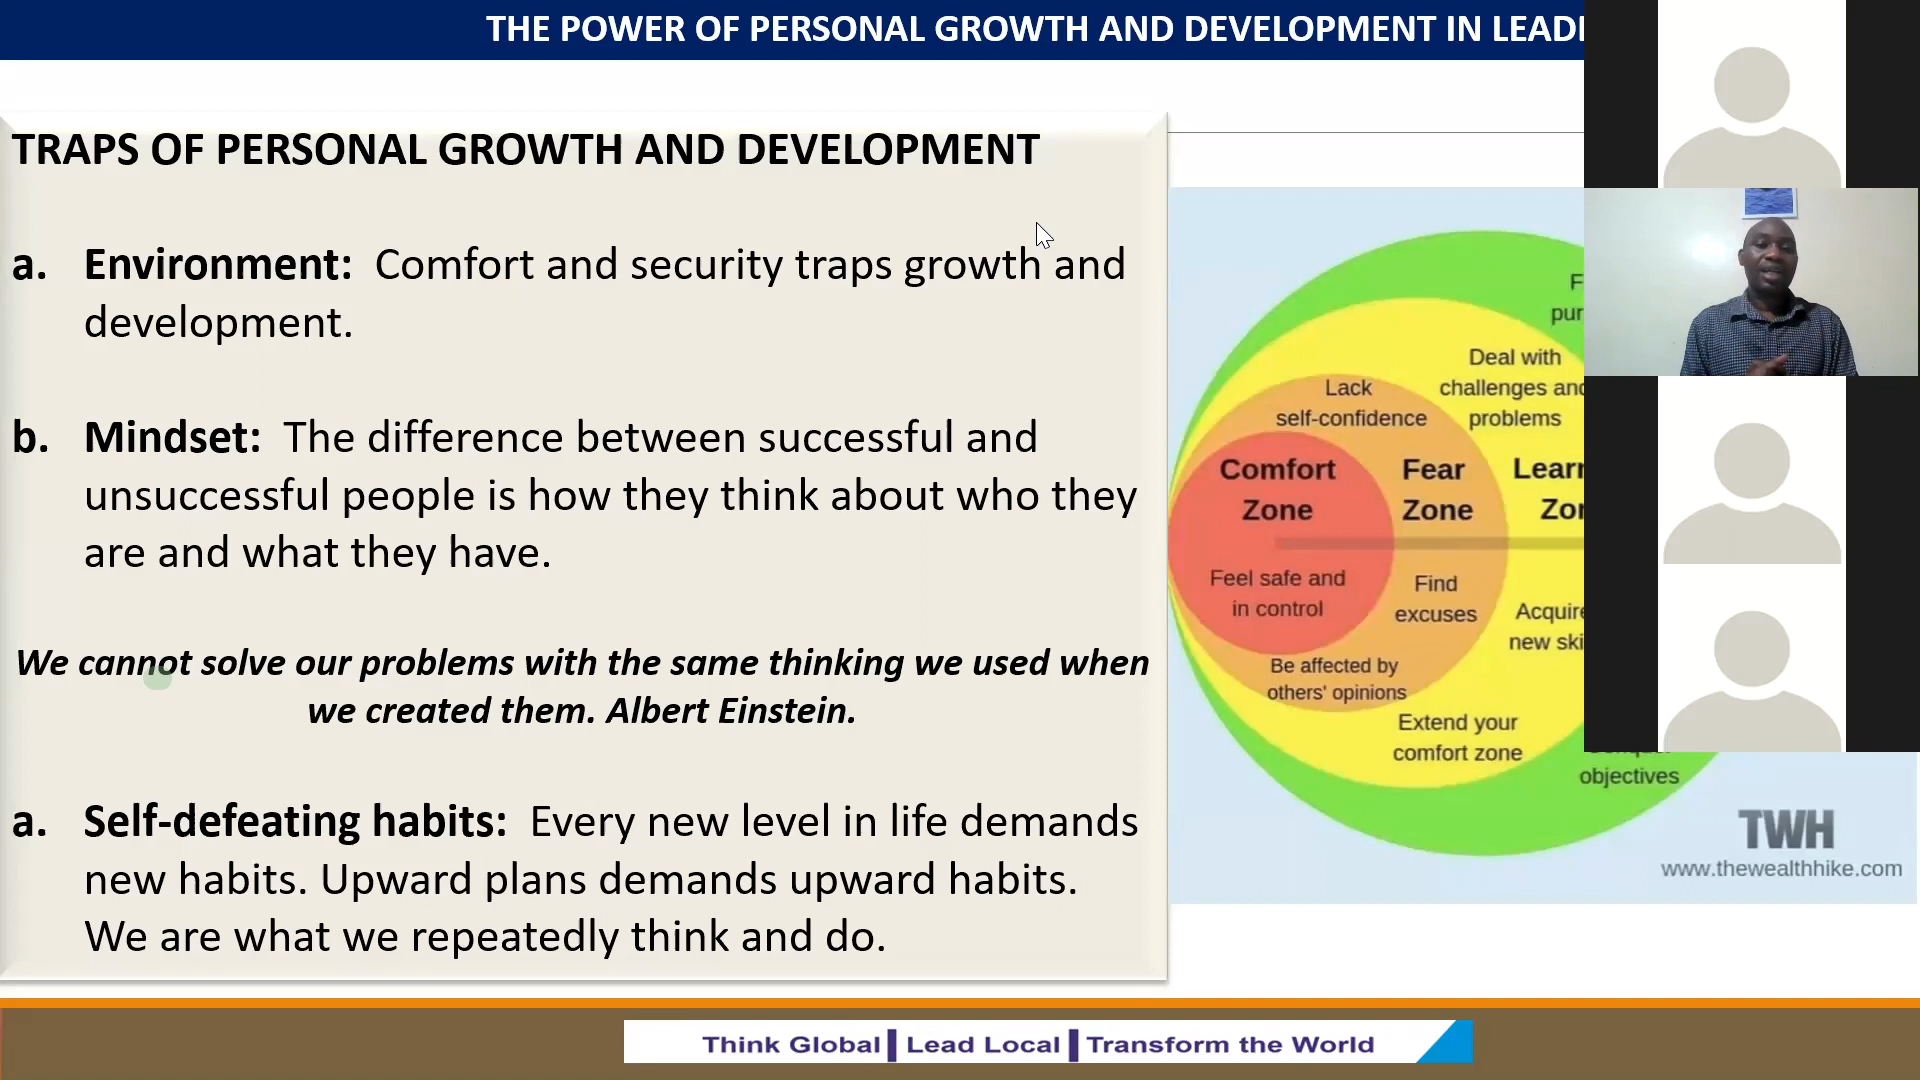 THE POWER OF PERSONAL GROWTH AND DEVELOPMENT IN
TRAPS OF PERSONAL GROWTH AND DEVELOPMENT
a. Environment: Comfort and security traps growth and
development.
b. Mindset: The difference between successful and
unsuccessful people is how they think about who they
are and what they have.
We cannot solve our problems with the same thinking we used when
we created them. Albert Einstein.
a. Self-defeating habits: Every new level in life demands
new habits. Upward plans demands upward habits.
We are what we repeatedly think and do.
Deal with
challenges and
problems
Lack
self-confidence
Comfort
Zone
Fear
Zone
Feel safe and
in control
Find
excuses
Acquire
new
Be affected by
others' opinions
Extend your
comfort zone
objectives
TWH
www.thewealthhike.com
Think Global | Lead Local | Transform the World